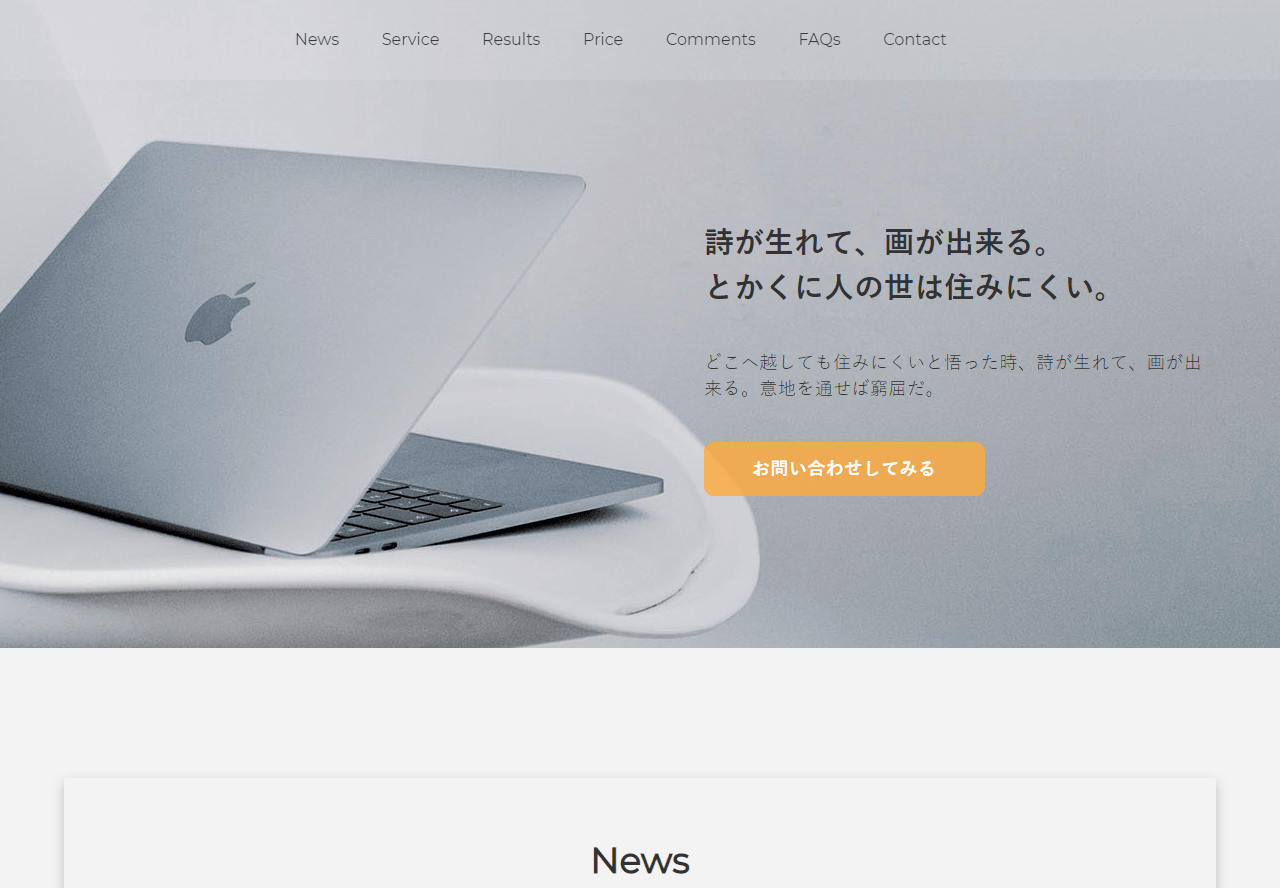 News Service Results Price Comments FAQs Contact
詩が生れて、画が出来る。
とかくに人の世は住みにくい。
どこへ越しても住みにくいと悟った時、詩が生れて、画が出
来る。意地を通せば窮屈だ。
お問い合わせしてみる
News